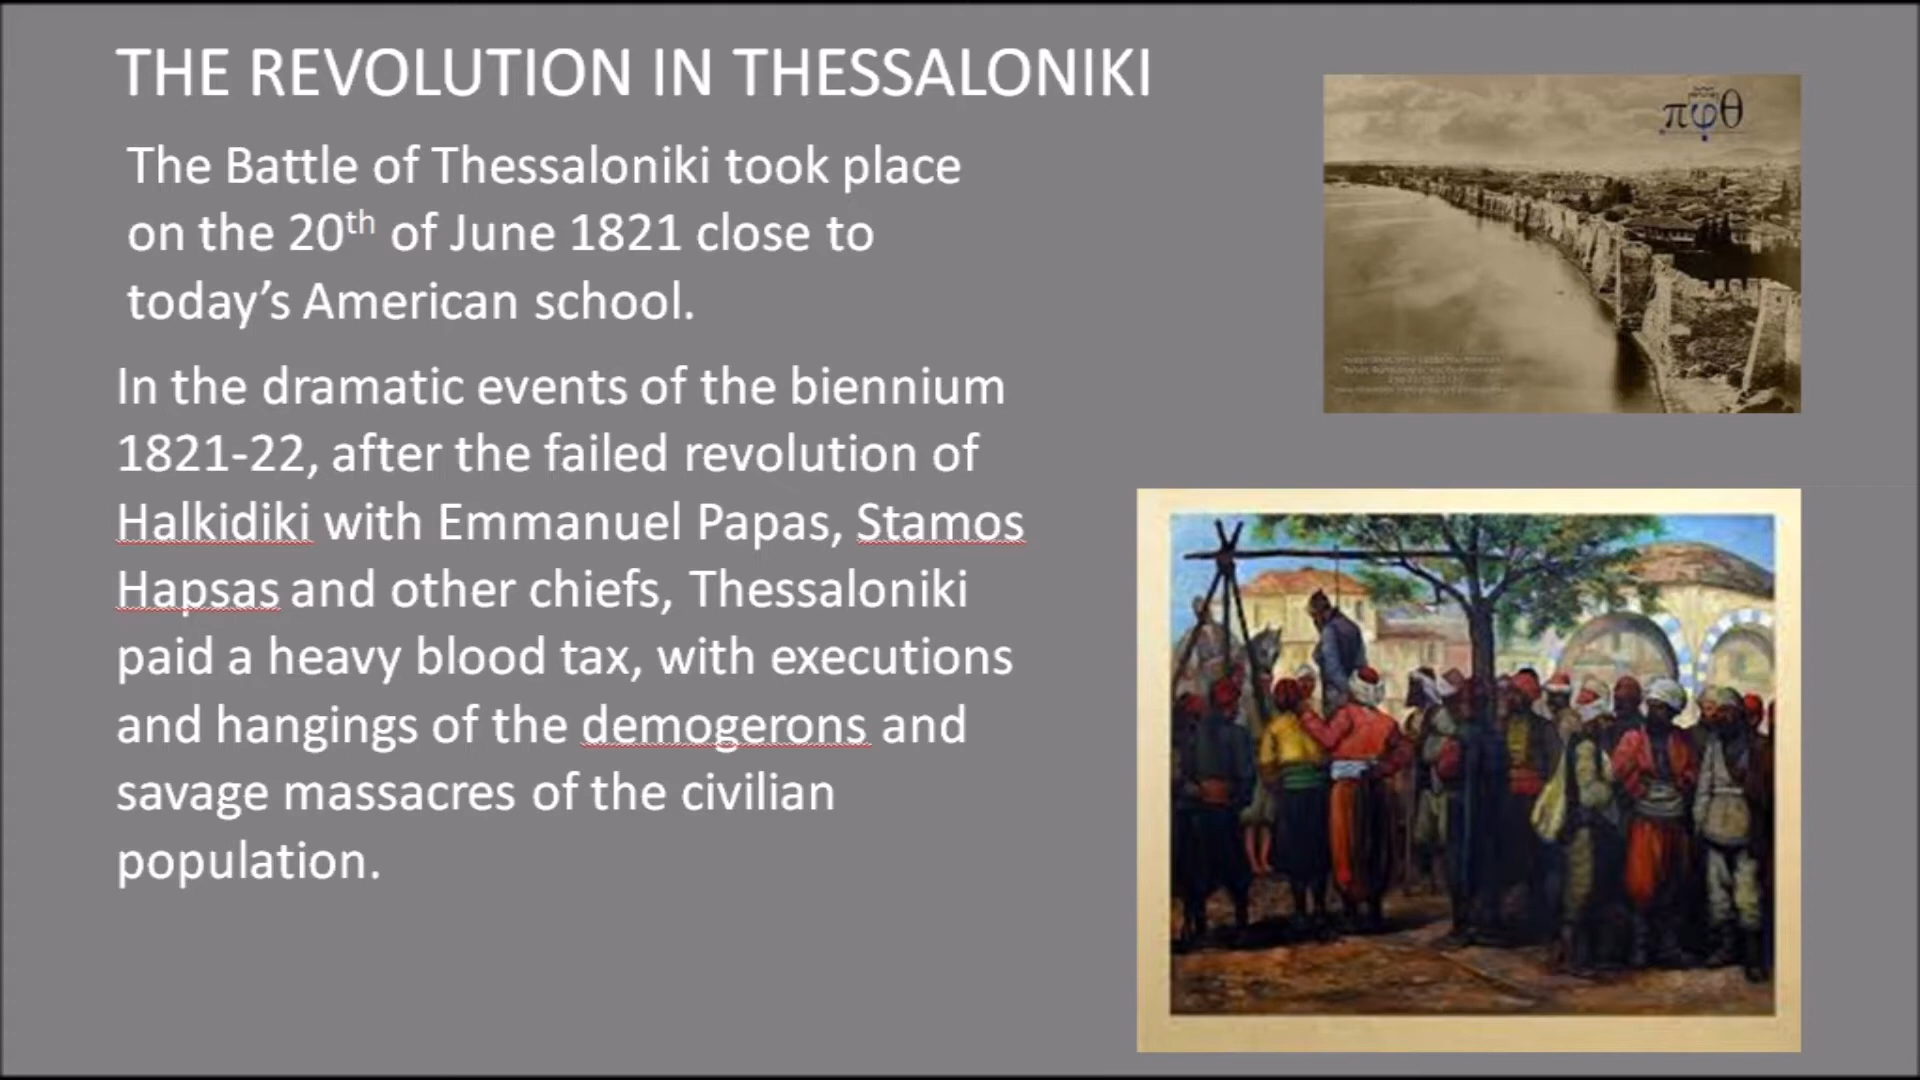 THE REVOLUTION IN THESSALONIKI
The Battle of Thessaloniki took place
on the 20th of June 1821 close to
today’s American school.
In the dramatic events of the biennium
1821-22, after the failed revolution of
Halkidiki with Emmanuel Papas, Stamos
Hapsas and other chiefs, Thessaloniki
paid a heavy blood tax, with executions
and hangings of the demogerons and
savage massacres of the civilian
population.
πφθ